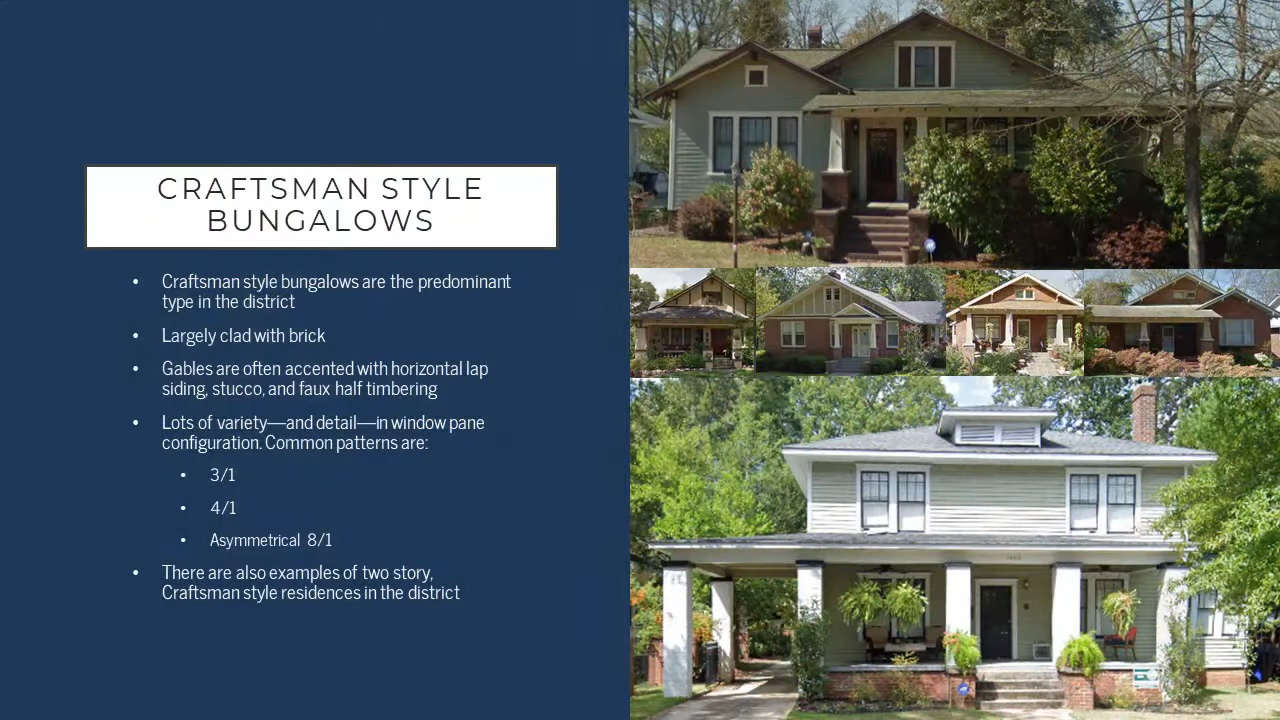 CRAFTSMAN STYLE
BUNGALOWS
• Craftsman style bungalows are the predominant
type in the district
• Largely clad with brick
• Gables are often accented with horizontal lap
siding, stucco, and faux half timbering
• Lots of variety—and detail—in window pane
configuration. Common patterns are:
• 3/1
• 4/1
• Asymmetrical 8/1
• There are also examples of two story,
Craftsman style residences in the district